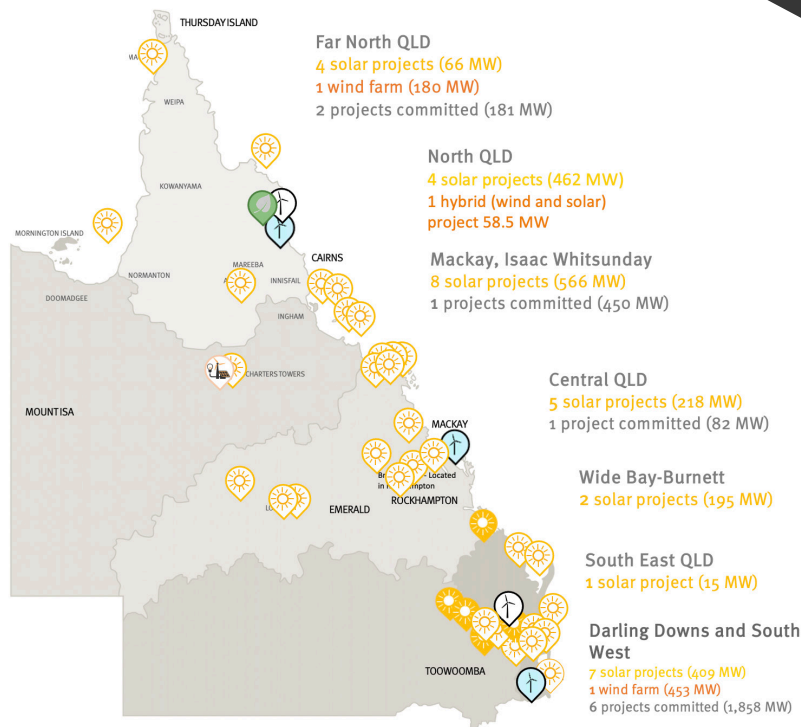 THURSDAY ISLAND
WEIPA
KOWANYAMA
MORNINGTON ISLAND
NORMANTON
DOOMADGEE
MAREEBA
CAIRNS
INNISFAIL
INGHAM
CHARTERS TOWERS
MOUNT ISA
MACKAY
Located
in
EMERALD
ROCKHAMPTON
TOOWOOMBA
Far North QLD
4 solar projects (66 MW)
1 wind farm (180 MW)
2 projects committed (181 MW)
North QLD
4 solar projects (462 MW)
1 hybrid (wind and solar)
project 58.5 MW
Mackay, Isaac Whitsunday
8 solar projects (566 MW)
1 projects committed (450 MW)
Central QLD
5 solar projects (218 MW)
1 project committed (82 MW)
Wide Bay-Burnett
2 solar projects (195 MW)
South East QLD
1 solar project (15 MW)
Darling Downs and South
West
7 solar projects (409 MW)
1 wind farm (453 MW)
6 projects committed (1,858 MW)